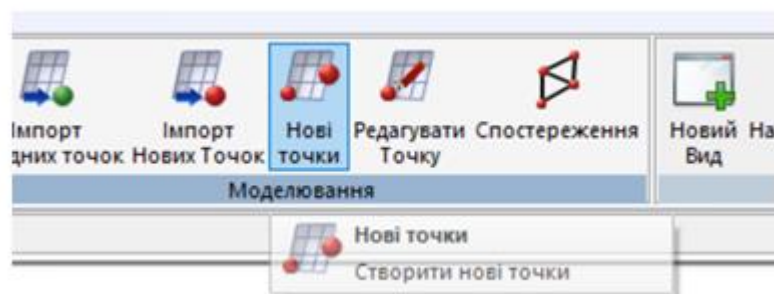 Імпорт
дних точок
Імпорт
Нових Точок
Нові
точки
Редагувати
Точку
Спостереження
Новий
Вид
На
Моделювання
Нові точки
Створити нові точки